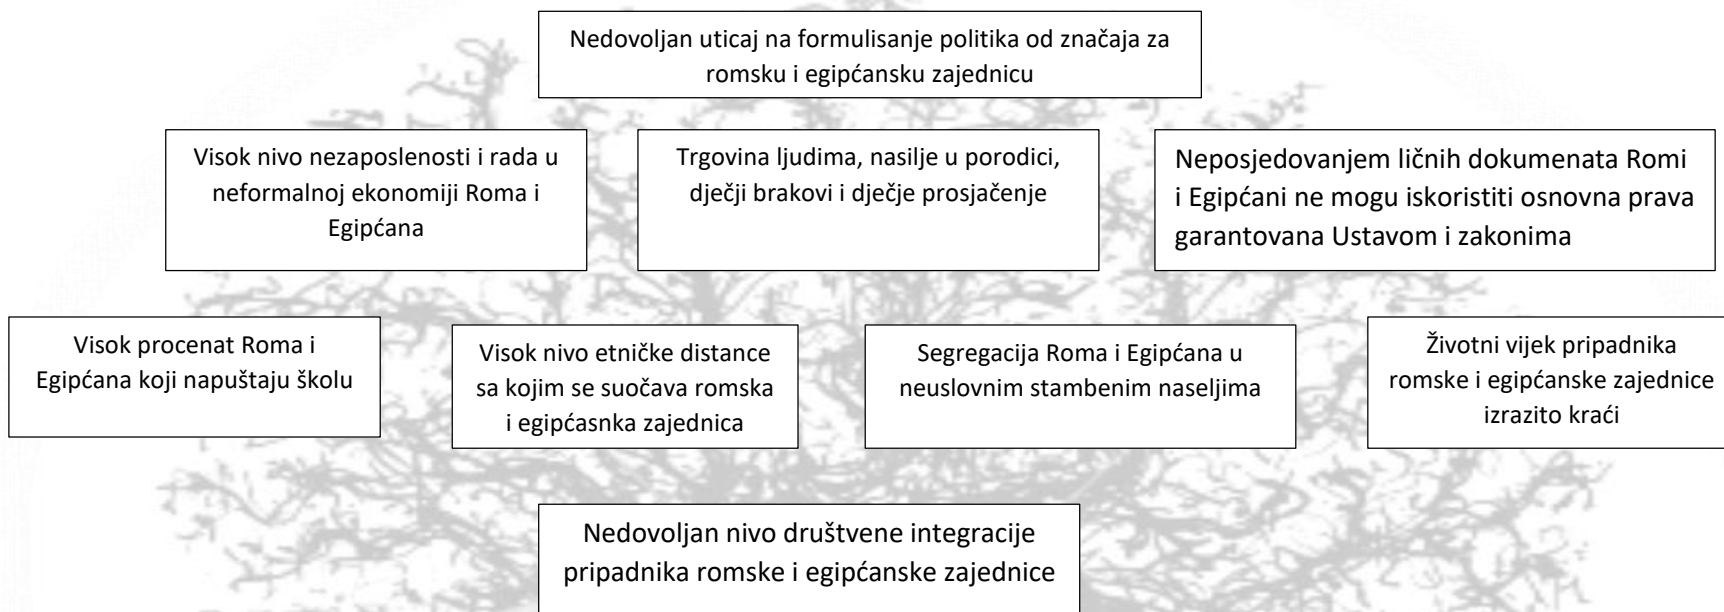 Nedovoljan uticaj na formulisanje politika od značaja za
romsku i egipćansku zajednicu
Visok nivo nezaposlenosti i rada u
neformalnoj ekonomiji Roma i
Egipćana
Trgovina ljudima, nasilje u porodici,
dječji brakovi i dječje prosjačenje
Neposjedovanjem ličnih dokumenata Romi
i Egipćani ne mogu iskoristiti osnovna prava
garantovana Ustavom i zakonima
Visok procenat Roma i
Egipćana koji napuštaju školu
Visok nivo etničke distance
sa kojim se suočava romska
i egipćasnka zajednica
Segregacija Roma i Egipćana u
neuslovnim stambenim naseljima
Životni vijek pripadnika
romske i egipćanske zajednice
izrazito kraći
Nedovoljan nivo društvene integracije
pripadnika romske i egipćanske zajednice